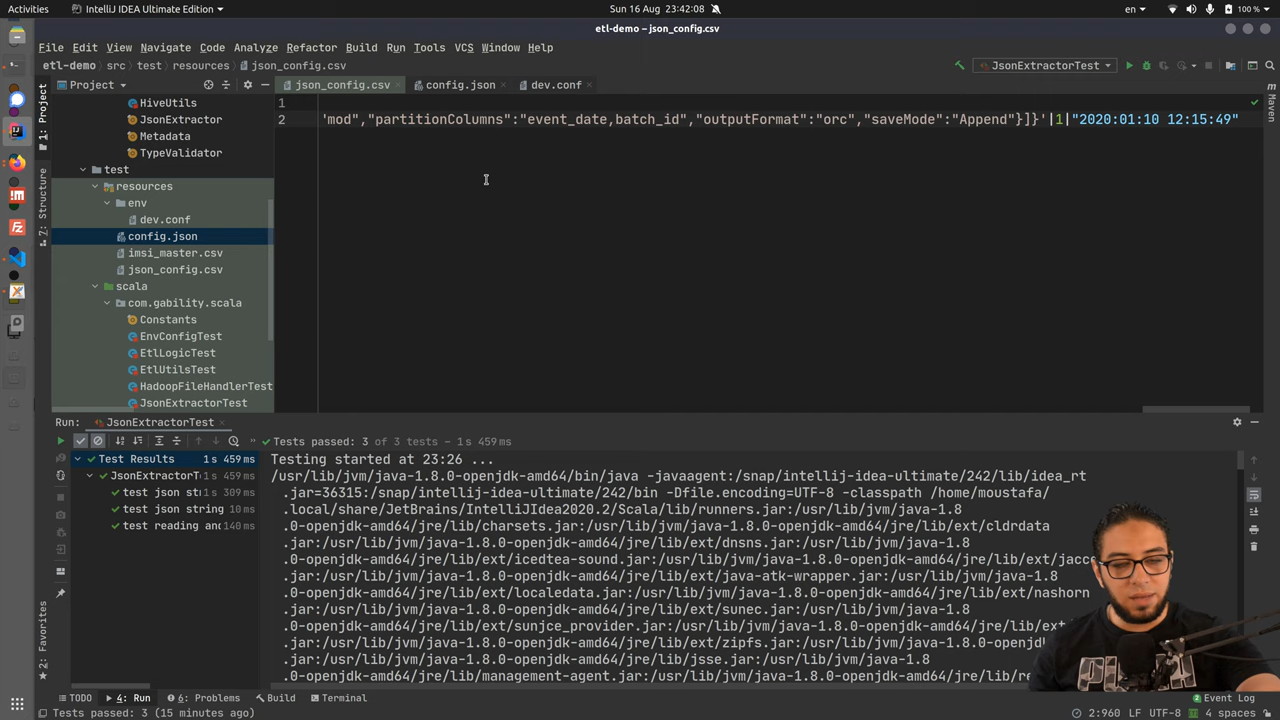 Activities
IntelliJ IDEA Ultimate Edition
Sun 16 Aug 23:42:08
en
100 %
etl-demo – json_config.csv
File Edit View Navigate Code Analyze Refactor Build Run Tools VCS Window Help
etl-demo src test resources json_config.csv
JsonExtractorTest
Project
json_config.csv
config.json
dev.conf
1: Project
Maven
HiveUtils
JsonExtractor
Metadata
TypeValidator
test
resources
env
dev.conf
config.json
imsi_master.csv
json_config.csv
scala
com.gability.scala
Constants
EnvConfigTest
EtlLogicTest
EtlUtilsTest
HadoopFileHandlerTest
JsonExtractorTest
7: Structure
1
2 'mod","partitionColumns":"event_date,batch_id","outputFormat":"orc","saveMode":"Append"}]}'|1|"2020:01:10 12:15:49"
Run: JsonExtractorTest
Tests passed: 3 of 3 tests – 1 s 459 ms
Test Results 1 s 459 ms
JsonExtractorT 459 ms
test json st 309 ms
test json string 10 ms
test reading and 140 ms
Testing started at 23:26 ...
/usr/lib/jvm/java-1.8.0-openjdk-amd64/bin/java -javaagent:/snap/intellij-idea-ultimate/242/lib/idea_rt
.jar=36315:/snap/intellij-idea-ultimate/242/bin -Dfile.encoding=UTF-8 -classpath /home/moustafa/
.local/share/JetBrains/IntelliJIdea2020.2/Scala/lib/runners.jar:/usr/lib/jvm/java-1.8
.0-openjdk-amd64/jre/lib/charsets.jar:/usr/lib/jvm/java-1.8.0-openjdk-amd64/jre/lib/ext/cldrdata
.jar:/usr/lib/jvm/java-1.8.0-openjdk-amd64/jre/lib/ext/dnsns.jar:/usr/lib/jvm/java-1.8
.0-openjdk-amd64/jre/lib/ext/icedtea-sound.jar:/usr/lib/jvm/java-1.8.0-openjdk-amd64/jre/lib/ext/jacce
.jar:/usr/lib/jvm/java-1.8.0-openjdk-amd64/jre/lib/ext/java-atk-wrapper.jar:/usr/lib/jvm/java-1.8
.0-openjdk-amd64/jre/lib/ext/localedata.jar:/usr/lib/jvm/java-1.8.0-openjdk-amd64/jre/lib/ext/nashorn
.jar:/usr/lib/jvm/java-1.8.0-openjdk-amd64/jre/lib/ext/sunec.jar:/usr/lib/jvm/java-1.8
.0-openjdk-amd64/jre/lib/ext/sunjce_provider.jar:/usr/lib/jvm/java-1.8.0-openjdk-amd64/jre/lib/ext
.jar:/usr/lib/jvm/java-1.8.0-openjdk-amd64/jre/lib/ext/zipfs.jar:/usr/lib/jvm/java-1.8.0-openjdk
.0-openjdk-amd64/jre/lib/jsse.jar:/usr/lib/jvm/java-1.8
.0-openjdk-amd64/jre/lib/management-agent.jar:/usr/lib/jvm/java-1.8.0-openjdk-amd64/jre/lib/re
2: Favorites
TODO
4: Run
6: Problems
Build
Terminal
2 Event Log
Tests passed: 3 (15 minutes ago)
2:960 LF UTF-8 4 spaces